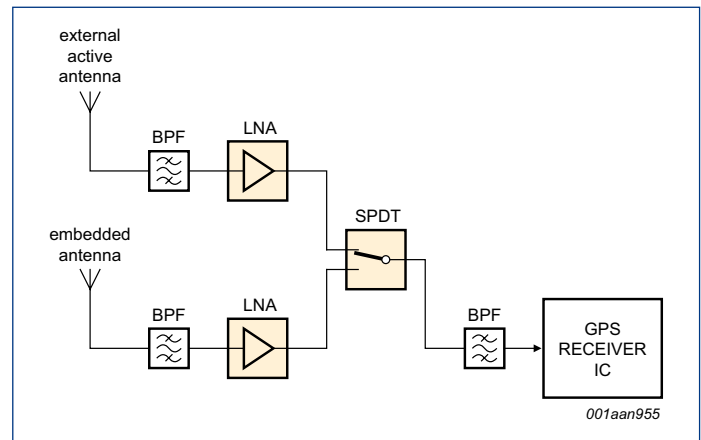 external
active
antenna
BPF
LNA
SPDT
embedded
antenna
BPF
LNA
BPF
GPS
RECEIVER
IC
001aan955